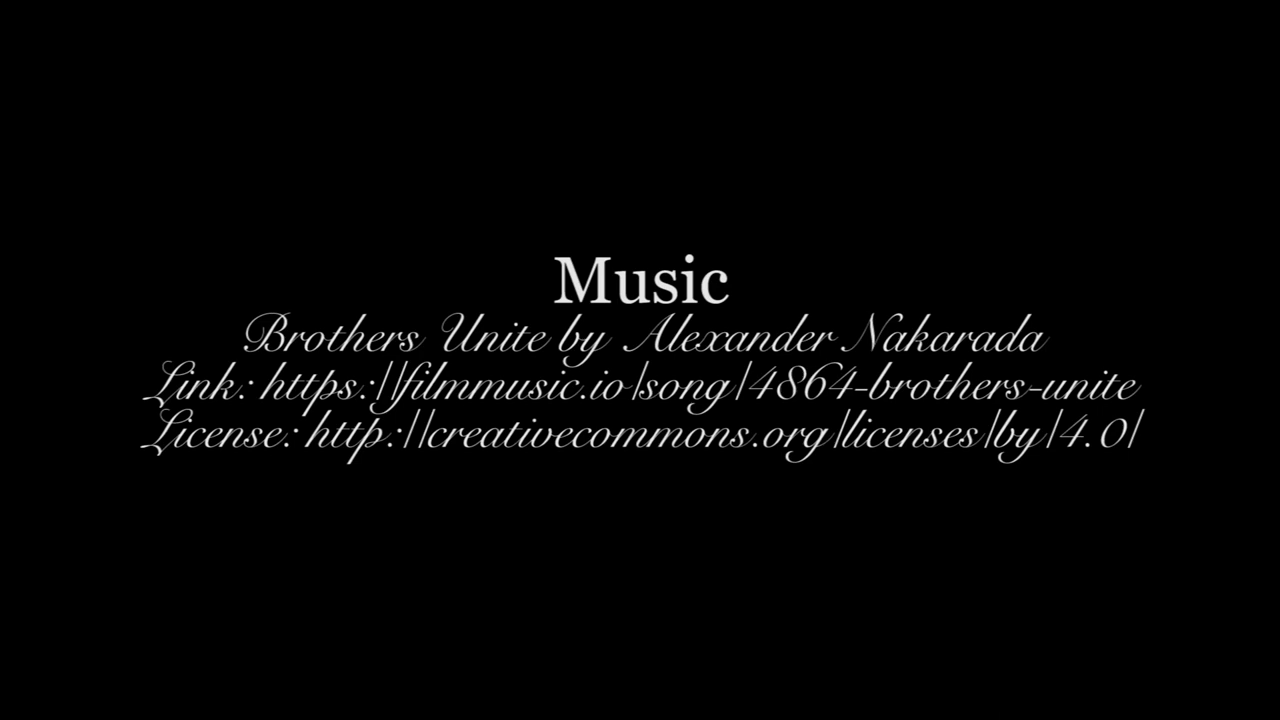 Music
Brothers Unite by Alexander Nakarada
Link: https://filmmusic.io/song/4864-brothers-unite
License: http://creativecommons.org/licenses/by/4.0/